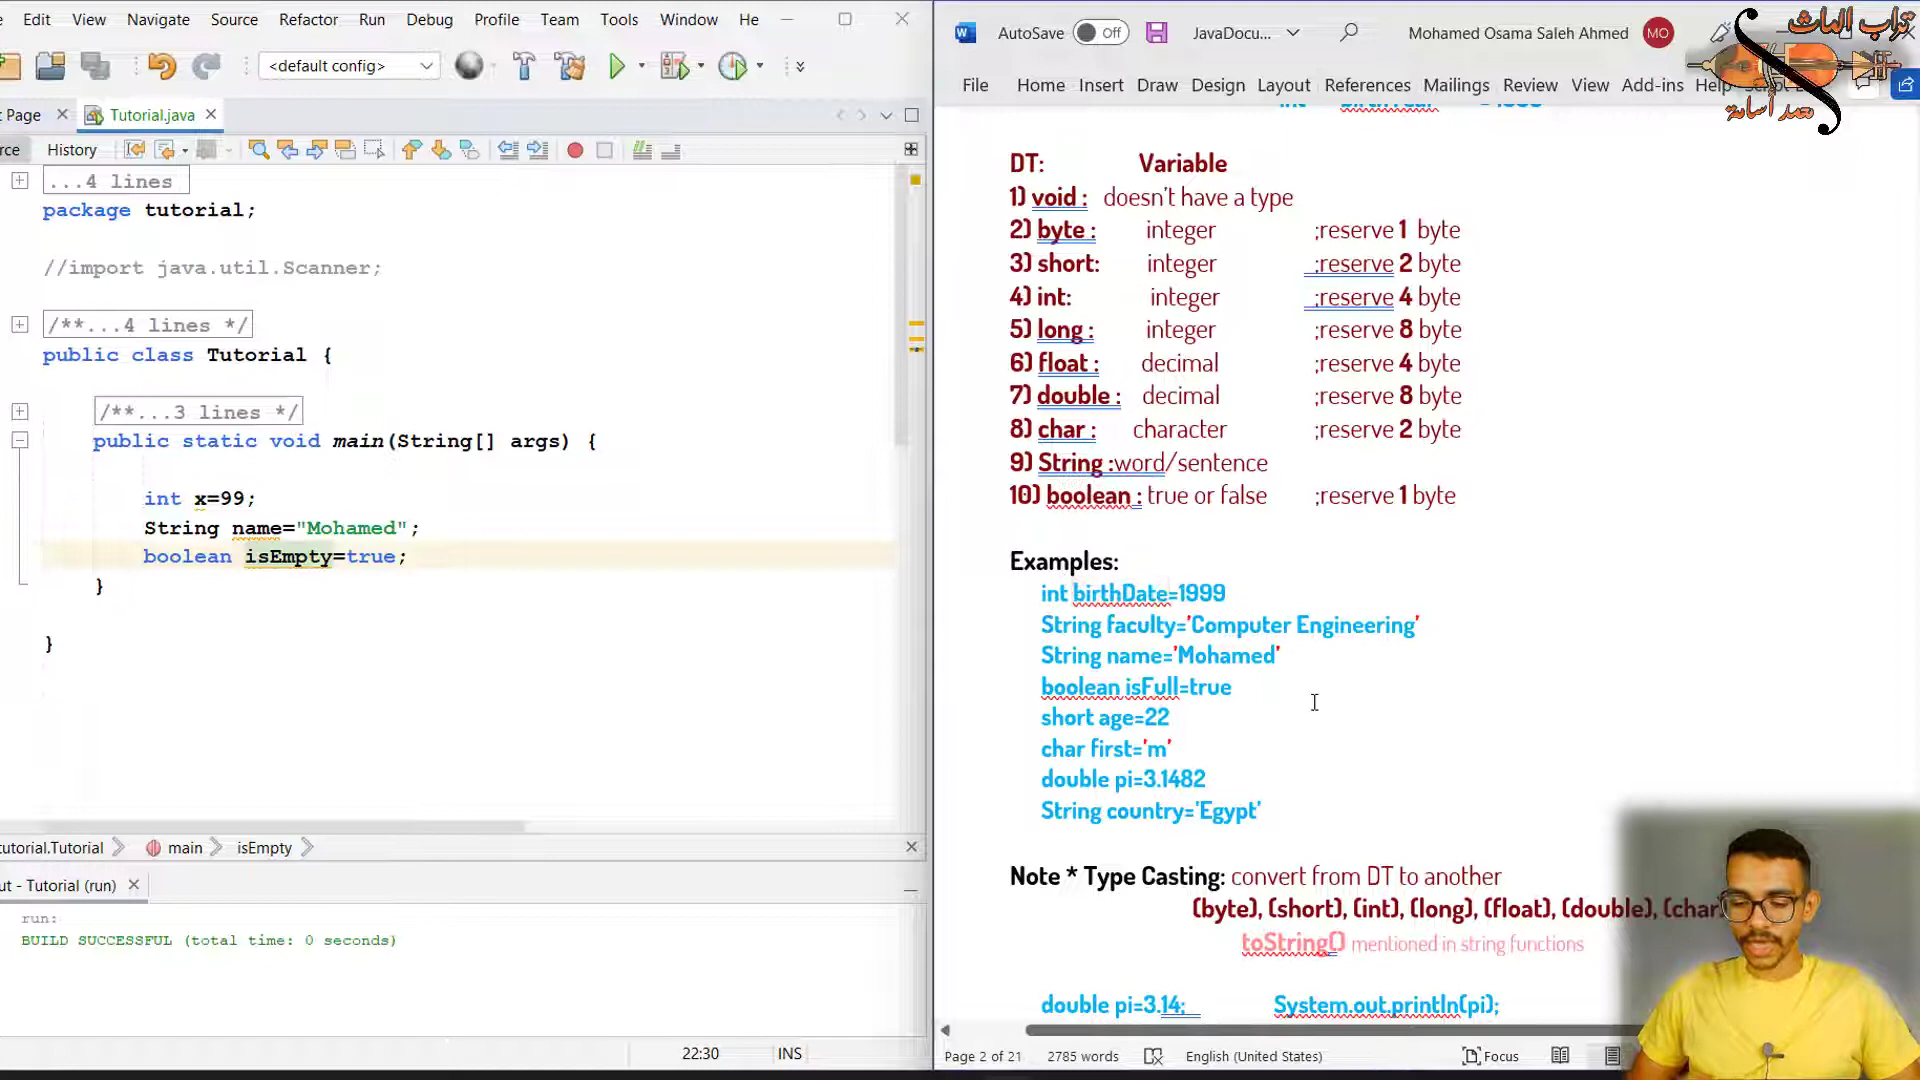 Edit View Navigate Source Refactor Run Debug Profile Team Tools Window He
<default config>
Page Tutorial.java
rce History
...4 lines
package tutorial;
//import java.util.Scanner;
/**...4 lines */
public class Tutorial {
/**...3 lines */
public static void main(String[] args) {
int x=99;
String name="Mohamed";
boolean isEmpty=true;
}
}
tutorial.Tutorial main isEmpty
ut - Tutorial (run)
run:
BUILD SUCCESSFUL (total time: 0 seconds)
22:30 INS
AutoSave Off JavaDocu... Mohamed Osama Saleh Ahmed MO
File Home Insert Draw Design Layout References Mailings Review View Add-ins Help
DT: Variable
1) void : doesn't have a type
2) byte : integer ;reserve 1 byte
3) short: integer ;reserve 2 byte
4) int: integer ;reserve 4 byte
5) long : integer ;reserve 8 byte
6) float : decimal ;reserve 4 byte
7) double : decimal ;reserve 8 byte
8) char : character ;reserve 2 byte
9) String :word/sentence
10) boolean : true or false ;reserve 1 byte
Examples:
int birthDate=1999
String faculty='Computer Engineering'
String name='Mohamed'
boolean isFull=true
short age=22
char first='m'
double pi=3.1482
String country='Egypt'
Note * Type Casting: convert from DT to another
(byte), (short), (int), (long), (float), (double), (char
toString() mentioned in string functions
double pi=3.14; System.out.println(pi);
Page 2 of 21 2785 words English (United States) Focus